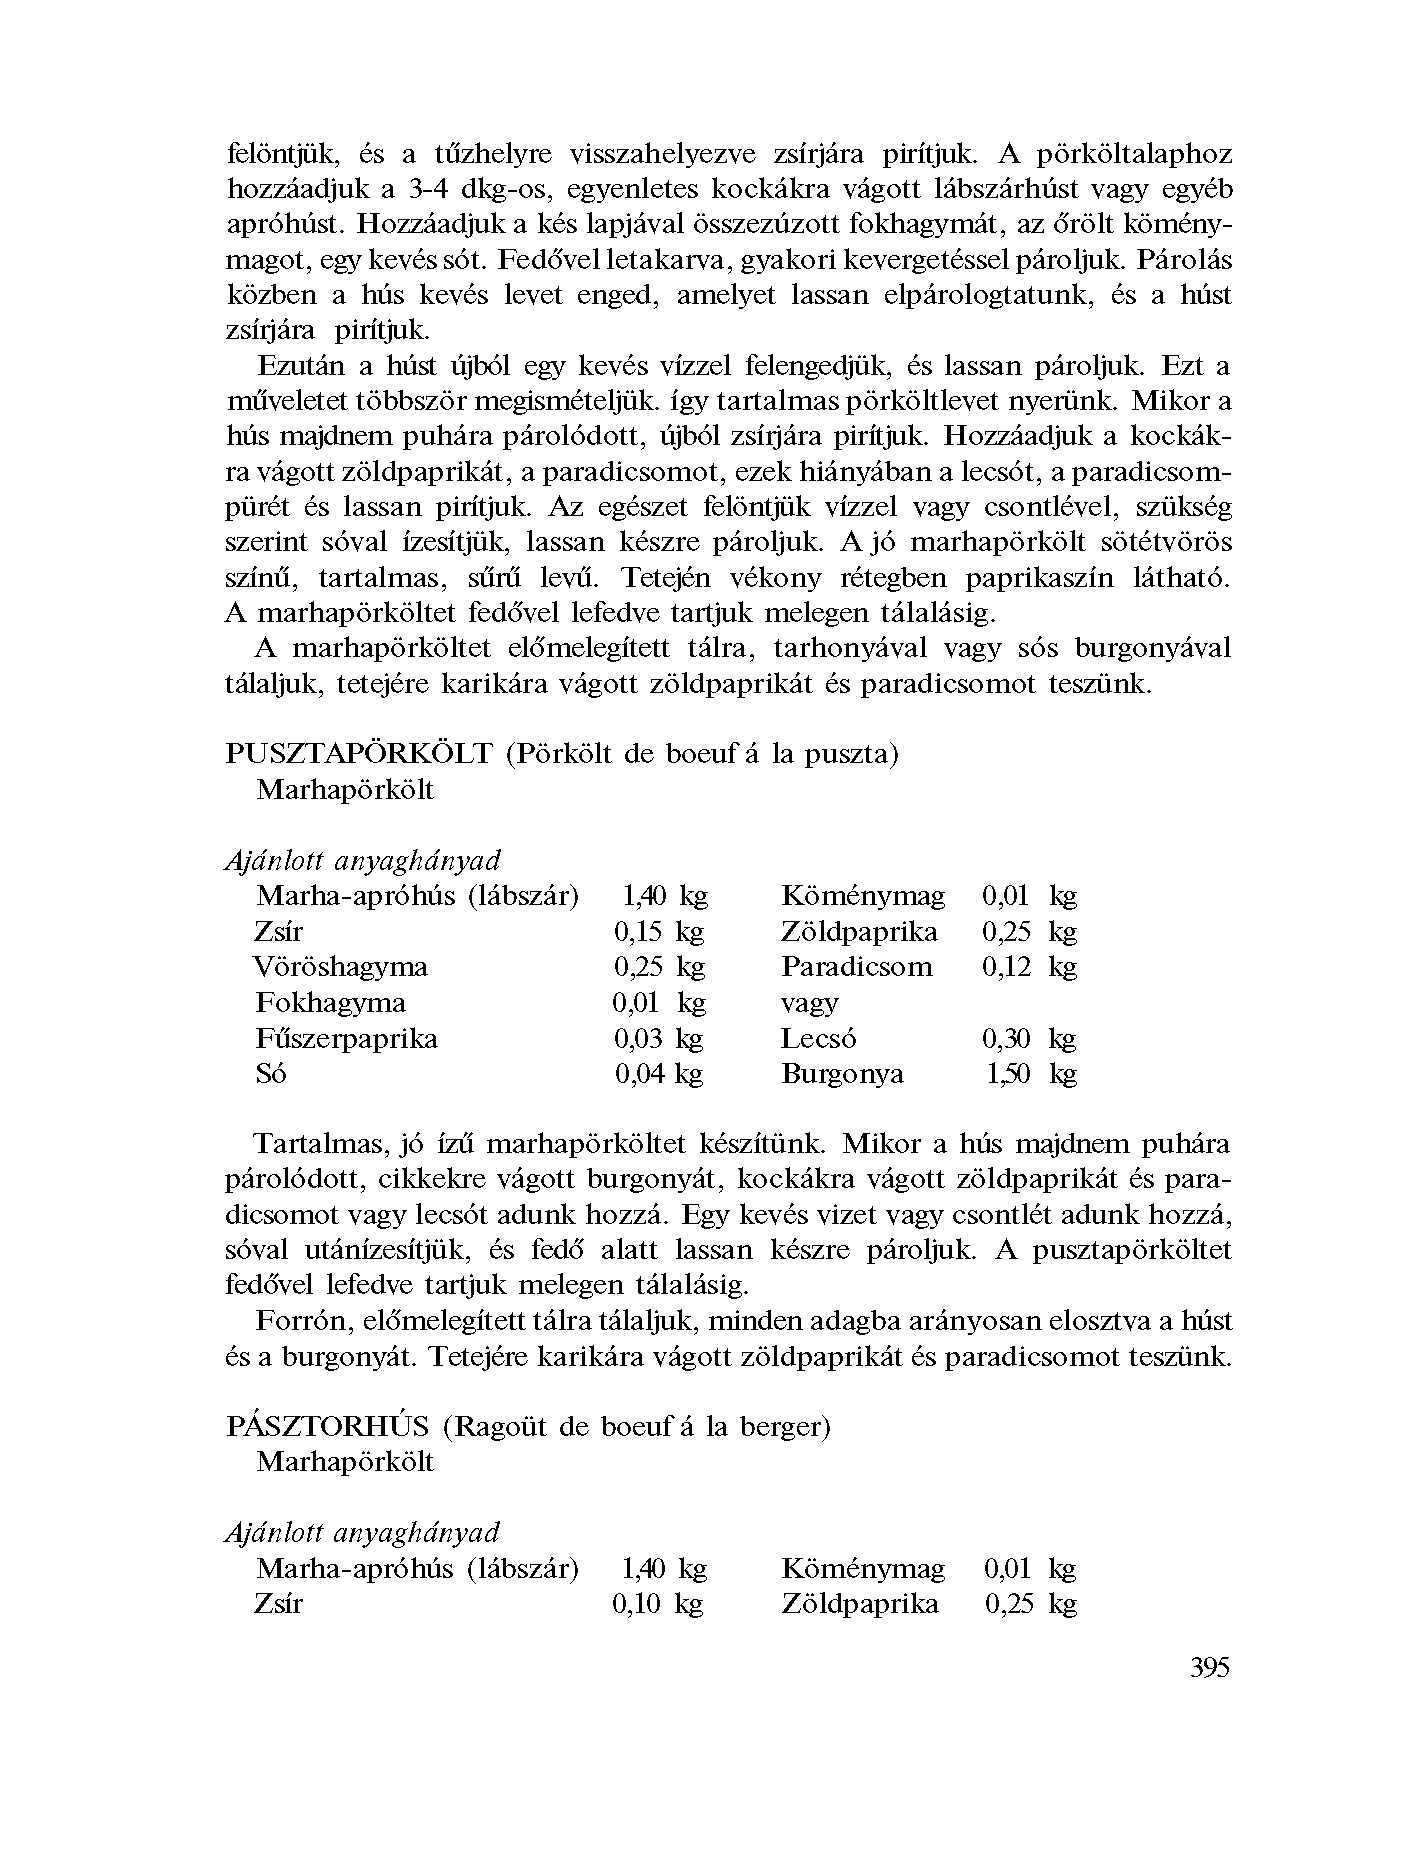 felöntjük, és a tűzhelyre visszahelyezve zsírjára pirítjuk. A pörköltalaphoz
hozzáadjuk a 3-4 dkg-os, egyenletes kockákra vágott lábszárhúst vagy egyéb
apróhúst. Hozzáadjuk a kés lapjával összezúzott fokhagymát, az őrölt kömény-
magot, egy kevés sót. Fedővel letakarva, gyakori kevergetéssel pároljuk. Párolás
közben a hús kevés levet enged, amelyet lassan elpárologtatunk, és a húst
zsírjára pirítjuk.
Ezután a húst újból egy kevés vízzel felengedjük, és lassan pároljuk. Ezt a
műveletet többször megismételjük. így tartalmas pörköltlevet nyerünk. Mikor a
hús majdnem puhára párolódott, újból zsírjára pirítjuk. Hozzáadjuk a kockák-
ra vágott zöldpaprikát, a paradicsomot, ezek hiányában a lecsót, a paradicsom-
pürét és lassan pirítjuk. Az egészet felöntjük vízzel vagy csontlével, szükség
szerint sóval ízesítjük, lassan készre pároljuk. A jó marhapörkölt sötétvörös
színű, tartalmas, sűrű levű. Tetején vékony rétegben paprikaszín látható.
A marhapörköltet fedővel lefedve tartjuk melegen tálalásig.
A marhapörköltet előmelegített tálra, tarhonyával vagy sós burgonyával
tálaljuk, tetejére karikára vágott zöldpaprikát és paradicsomot teszünk.
PUSZTAPÖRKÖLT (Pörkölt de boeuf á la puszta)
Marhapörkölt
Ajánlott anyaghányad
Marha-apróhús (lábszár) 1,40 kg Köménymag 0,01 kg
Zsír 0,15 kg Zöldpaprika 0,25 kg
Vöröshagyma 0,25 kg Paradicsom 0,12 kg
Fokhagyma 0,01 kg vagy
Fűszerpaprika 0,03 kg Lecsó 0,30 kg
Só 0,04 kg Burgonya 1,50 kg
Tartalmas, jó ízű marhapörköltet készítünk. Mikor a hús majdnem puhára
párolódott, cikkekre vágott burgonyát, kockákra vágott zöldpaprikát és para-
dicsomot vagy lecsót adunk hozzá. Egy kevés vizet vagy csontlét adunk hozzá,
sóval utánízesítjük, és fedő alatt lassan készre pároljuk. A pusztapörköltet
fedővel lefedve tartjuk melegen tálalásig.
Forrón, előmelegített tálra tálaljuk, minden adagba arányosan elosztva a húst
és a burgonyát. Tetejére karikára vágott zöldpaprikát és paradicsomot teszünk.
PÁSZTORHÚS (Ragoüt de boeuf á la berger)
Marhapörkölt
Ajánlott anyaghányad
Marha-apróhús (lábszár) 1,40 kg Köménymag 0,01 kg
Zsír 0,10 kg Zöldpaprika 0,25 kg
395